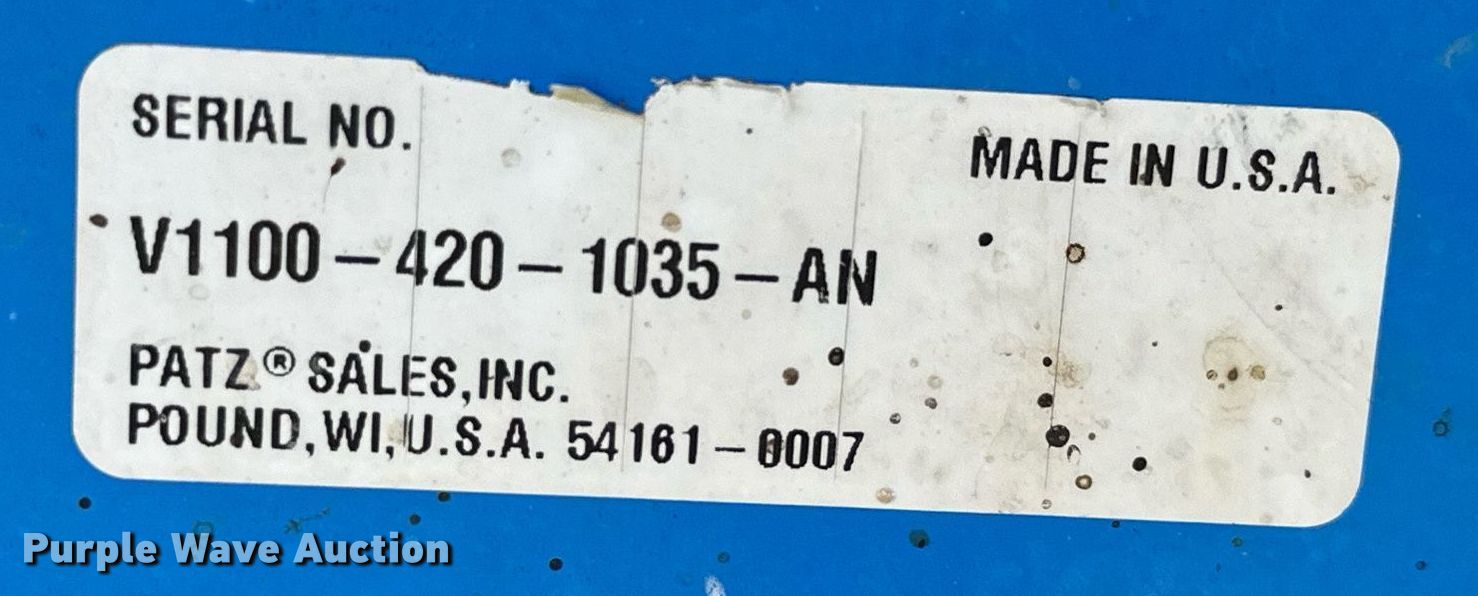 SERIAL NO.
MADE IN U.S.A.
V1100-420-1035-AN
PATZ® SALES, INC.
POUND, WI, U.S.A. 54161-0007
Purple Wave Auction